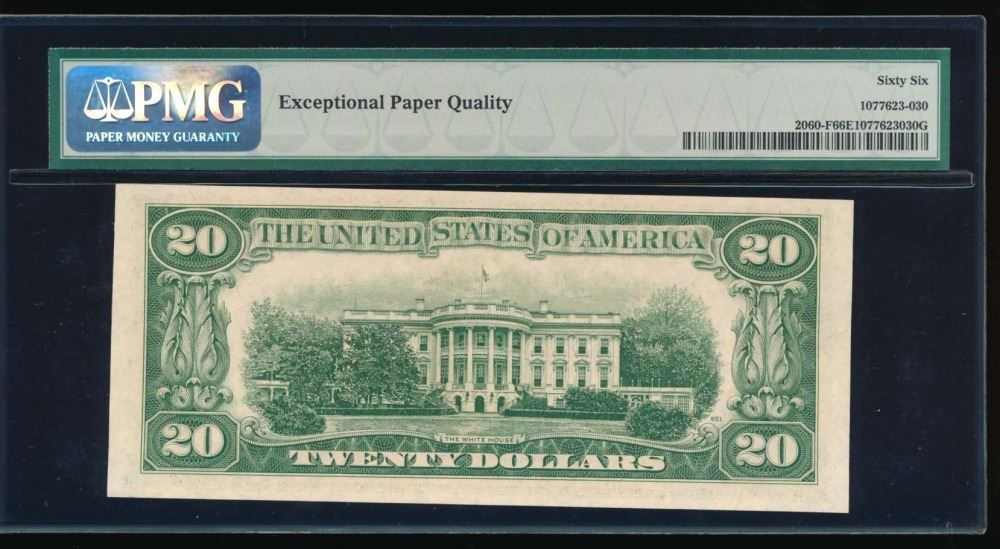 PMG
PAPER MONEY GUARANTY
Exceptional Paper Quality
Sixty Six
1077623-030
2060-F66E1077623030G
20 THE UNITED STATES OF AMERICA 20
THE WHITE HOUSE
20 TWENTY DOLLARS 20